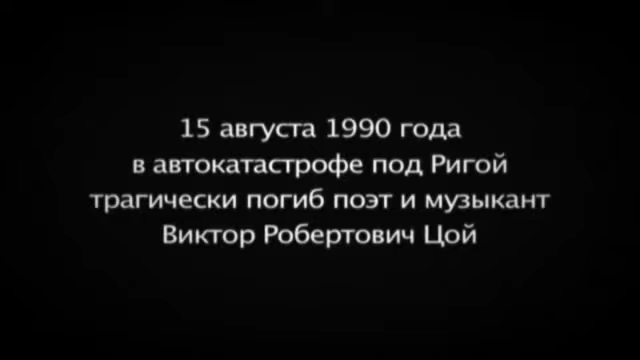 15 августа 1990 года
в автокатастрофе под Ригой
трагически погиб поэт и музыкант
Виктор Робертович Цой